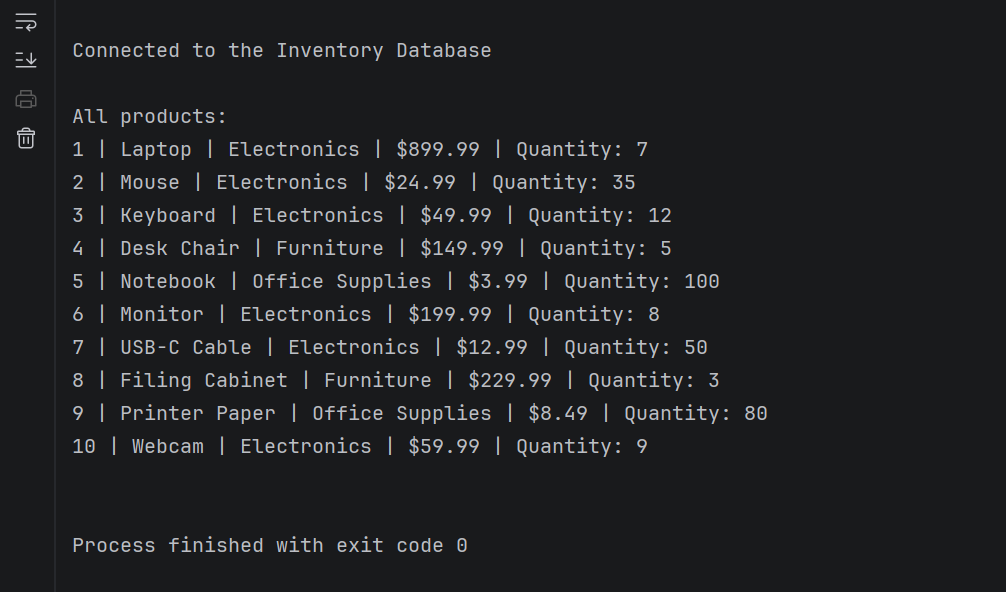 Connected to the Inventory Database
All products:
1 | Laptop | Electronics | $899.99 | Quantity: 7
2 | Mouse | Electronics | $24.99 | Quantity: 35
3 | Keyboard | Electronics | $49.99 | Quantity: 12
4 | Desk Chair | Furniture | $149.99 | Quantity: 5
5 | Notebook | Office Supplies | $3.99 | Quantity: 100
6 | Monitor | Electronics | $199.99 | Quantity: 8
7 | USB-C Cable | Electronics | $12.99 | Quantity: 50
8 | Filing Cabinet | Furniture | $229.99 | Quantity: 3
9 | Printer Paper | Office Supplies | $8.49 | Quantity: 80
10 | Webcam | Electronics | $59.99 | Quantity: 9
Process finished with exit code 0